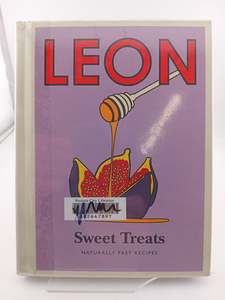 LEON
Sweet Treats
NATURALLY FAST RECIPES